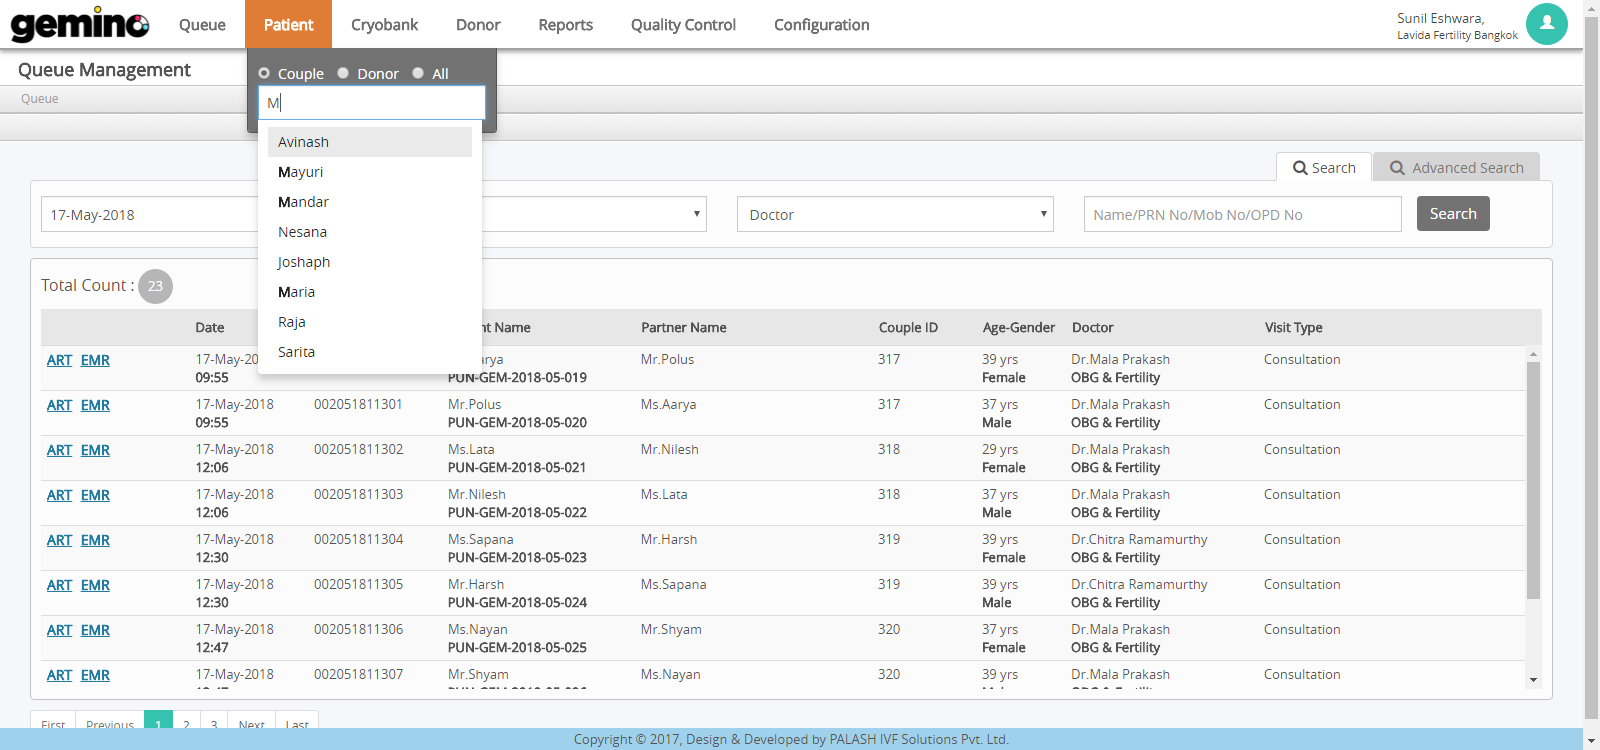 gemino Queue Patient Cryobank Donor Reports Quality Control Configuration
Sunil Eshwara,
Lavida Fertility Bangkok
Queue Management
Couple Donor All
Queue
M
Avinash
Mayuri
Mandar
Nesana
Joshaph
Maria
Raja
Sarita
Search Advanced Search
17-May-2018 Doctor Name/PRN No/Mob No/OPD No Search
Total Count : 23
Date Name Partner Name Couple ID Age-Gender Doctor Visit Type
ART EMR 17-May-20 arya Mr.Polus 317 39 yrs Dr.Mala Prakash Consultation
09:55 PUN-GEM-2018-05-019 Female OBG & Fertility
ART EMR 17-May-2018 002051811301 Mr.Polus Ms.Aarya 317 37 yrs Dr.Mala Prakash Consultation
09:55 PUN-GEM-2018-05-020 Male OBG & Fertility
ART EMR 17-May-2018 002051811302 Ms.Lata Mr.Nilesh 318 29 yrs Dr.Mala Prakash Consultation
12:06 PUN-GEM-2018-05-021 Female OBG & Fertility
ART EMR 17-May-2018 002051811303 Mr.Nilesh Ms.Lata 318 37 yrs Dr.Mala Prakash Consultation
12:06 PUN-GEM-2018-05-022 Male OBG & Fertility
ART EMR 17-May-2018 002051811304 Ms.Sapana Mr.Harsh 319 39 yrs Dr.Chitra Ramamurthy Consultation
12:30 PUN-GEM-2018-05-023 Female OBG & Fertility
ART EMR 17-May-2018 002051811305 Mr.Harsh Ms.Sapana 319 39 yrs Dr.Chitra Ramamurthy Consultation
12:30 PUN-GEM-2018-05-024 Male OBG & Fertility
ART EMR 17-May-2018 002051811306 Ms.Nayan Mr.Shyam 320 37 yrs Dr.Mala Prakash Consultation
12:47 PUN-GEM-2018-05-025 Female OBG & Fertility
ART EMR 17-May-2018 002051811307 Mr.Shyam Ms.Nayan 320 39 yrs Dr.Mala Prakash Consultation
First Previous 1 2 3 Next Last
Copyright © 2017, Design & Developed by PALASH IVF Solutions Pvt. Ltd.